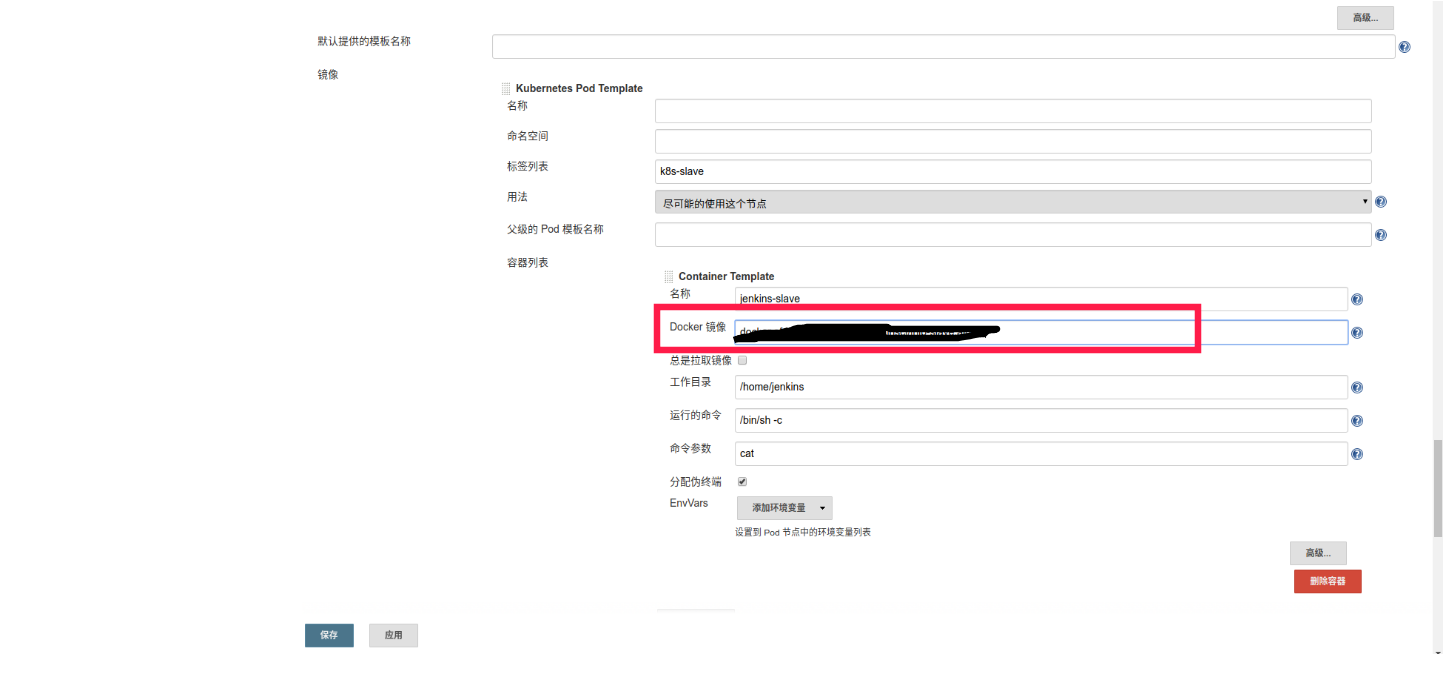 高级...
默认提供的模板名称
镜像
Kubernetes Pod Template
名称
命名空间
标签列表 k8s-slave
用法 尽可能的使用这个节点
父级的 Pod 模板名称
容器列表
Container Template
名称 jenkins-slave
Docker 镜像
总是拉取镜像
工作目录 /home/jenkins
运行的命令 /bin/sh -c
命令参数 cat
分配伪终端
EnvVars 添加环境变量
设置到 Pod 节点中的环境变量列表
高级...
删除容器
保存 应用